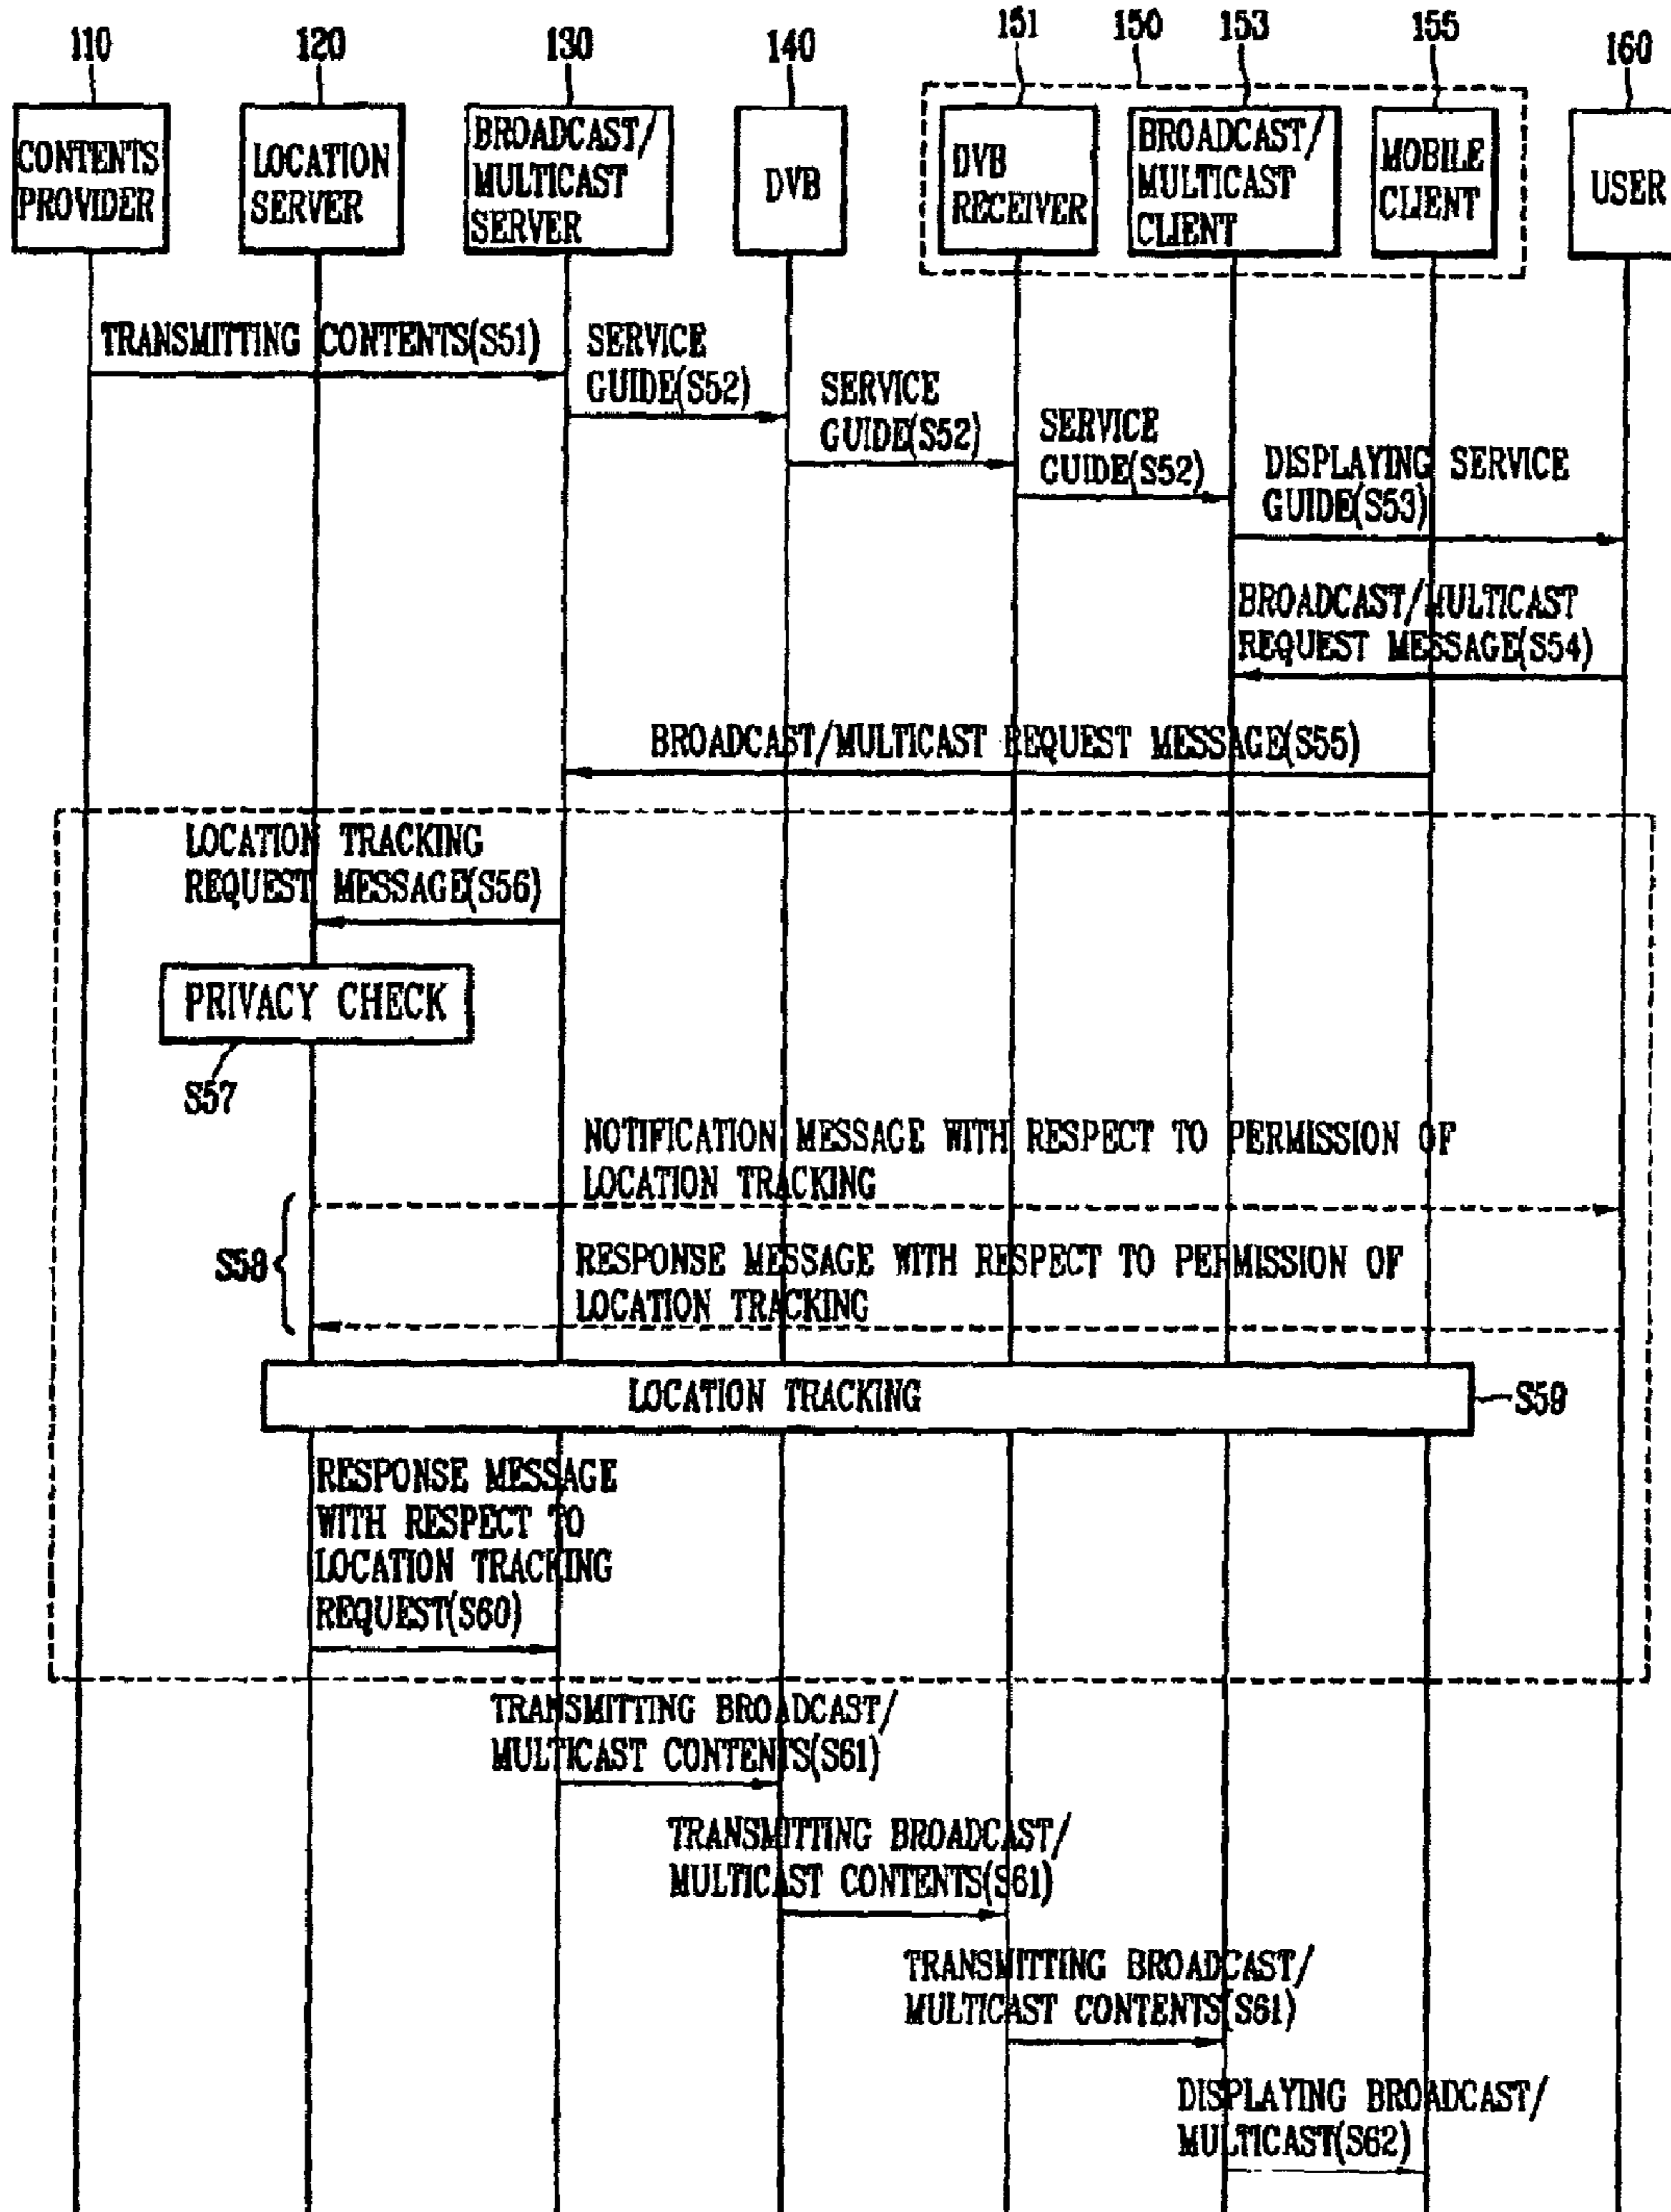 110
120
130
140
151
150
153
155
160
CONTENTS
PROVIDER
LOCATION
SERVER
BROADCAST/
MULTICAST
SERVER
DVB
DVB
RECEIVER
BROADCAST/
MULTICAST
CLIENT
MOBILE
CLIENT
USER
TRANSMITTING CONTENTS(S51)
SERVICE
GUIDE(S52)
SERVICE
GUIDE(S52)
SERVICE
GUIDE(S52)
DISPLAYING SERVICE
GUIDE(S53)
BROADCAST/MULTICAST
REQUEST MESSAGE(S54)
BROADCAST/MULTICAST REQUEST MESSAGE(S55)
LOCATION TRACKING
REQUEST MESSAGE(S56)
PRIVACY CHECK
S57
NOTIFICATION MESSAGE WITH RESPECT TO PERMISSION OF
LOCATION TRACKING
S58
RESPONSE MESSAGE WITH RESPECT TO PERMISSION OF
LOCATION TRACKING
LOCATION TRACKING
S59
RESPONSE MESSAGE
WITH RESPECT TO
LOCATION TRACKING
REQUEST(S60)
TRANSMITTING BROADCAST/
MULTICAST CONTENTS(S61)
TRANSMITTING BROADCAST/
MULTICAST CONTENTS(S61)
TRANSMITTING BROADCAST/
MULTICAST CONTENTS(S61)
DISPLAYING BROADCAST/
MULTICAST(S62)